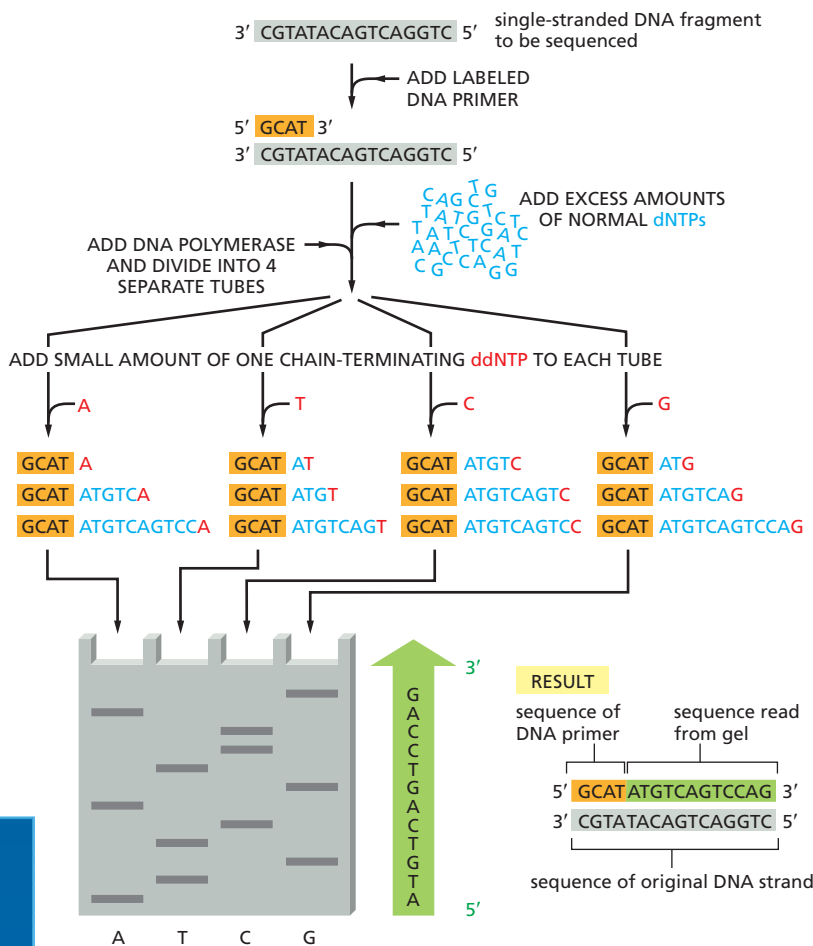 3′ CGTATACAGTCAGGTC 5′
single-stranded DNA fragment
to be sequenced
ADD LABELED
DNA PRIMER
5′ GCAT 3′
3′ CGTATACAGTCAGGTC 5′
ADD EXCESS AMOUNTS
OF NORMAL dNTPs
ADD DNA POLYMERASE
AND DIVIDE INTO 4
SEPARATE TUBES
ADD SMALL AMOUNT OF ONE CHAIN-TERMINATING ddNTP TO EACH TUBE
A T C G
GCAT A
GCAT ATGTCA
GCAT ATGTCAGTCCA
GCAT AT
GCAT ATGT
GCAT ATGTCAGT
GCAT ATGTC
GCAT ATGTCAGTC
GCAT ATGTCAGTCC
GCAT ATG
GCAT ATGTCAG
GCAT ATGTCAGTCCAG
3′
GACCTGACTGTA
5′
A T C G
RESULT
sequence of
DNA primer
sequence read
from gel
5′ GCATATGTCAGTCCAG 3′
3′ CGTATACAGTCAGGTC 5′
sequence of original DNA strand